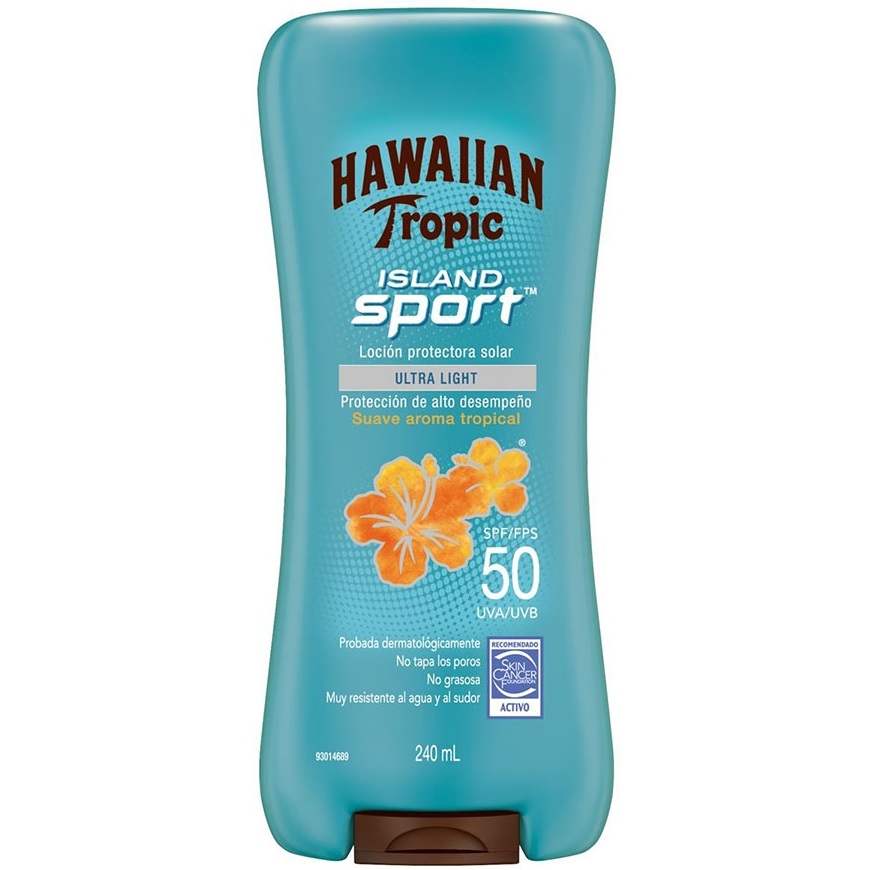 HAWAIIAN
Tropic
ISLAND
sport™
Loción protectora solar
ULTRA LIGHT
Protección de alto desempeño
Suave aroma tropical
®
SPF/FPS
50
UVA/UVB
Probada dermatológicamente
No tapa los poros
No grasosa
Muy resistente al agua y al sudor
RECOMENDADO
SKIN
CANCER
FOUNDATION
ACTIVO
93014689
240 mL